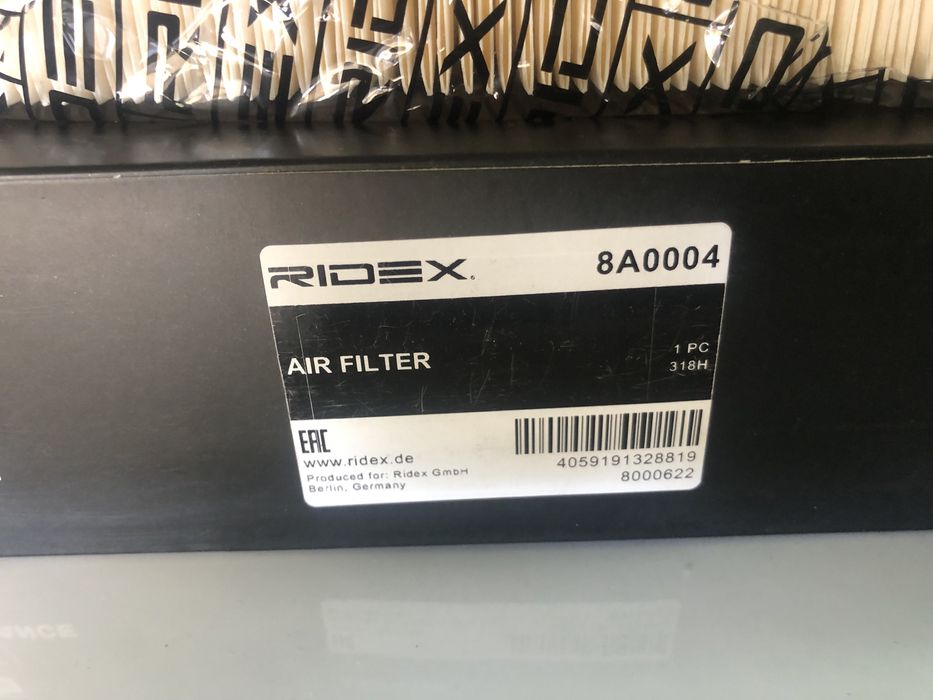 RIDEX
8A0004
AIR FILTER
1 PC
318H
EAC
www.ridex.de
Produced for: Ridex GmbH
Berlin, Germany
4059191328819
8000622